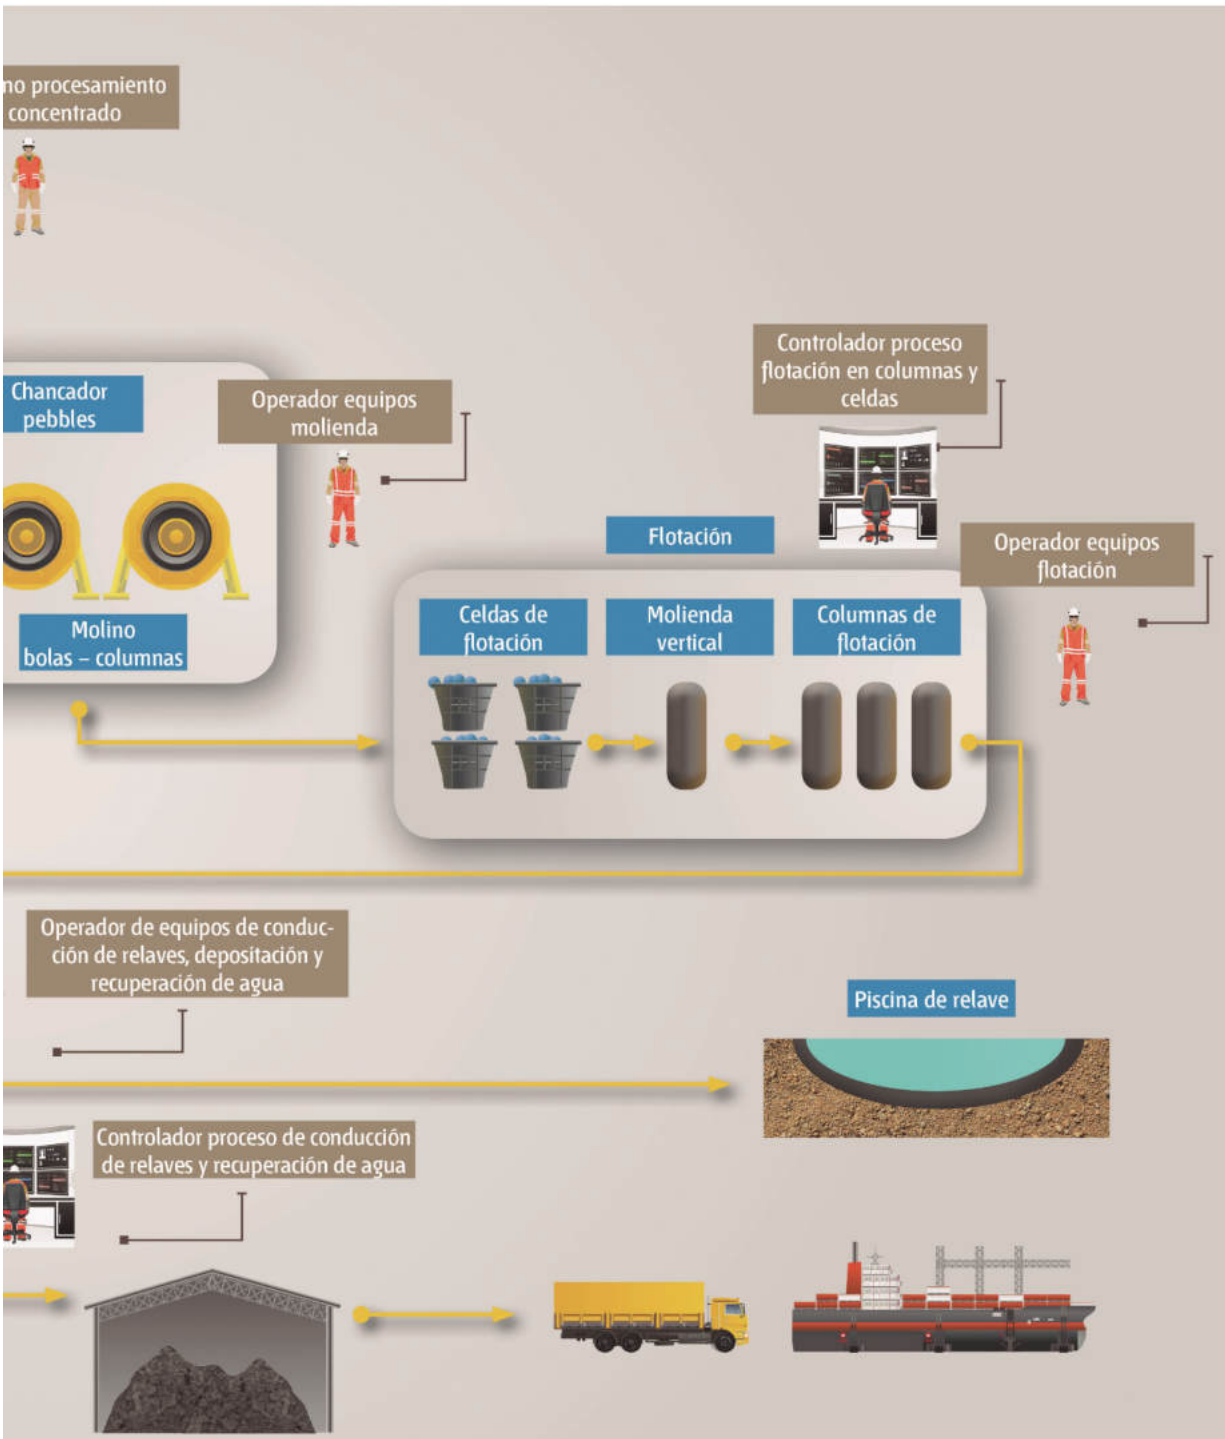 no procesamiento
concentrado
Controlador proceso
flotación en columnas y
celdas
Chancador
pebbles
Operador equipos
molienda
Flotación
Operador equipos
flotación
Celdas de
flotación
Molienda
vertical
Columnas de
flotación
Molino
bolas – columnas
Operador de equipos de conduc-
ción de relaves, depositación y
recuperación de agua
Piscina de relave
Controlador proceso de conducción
de relaves y recuperación de agua